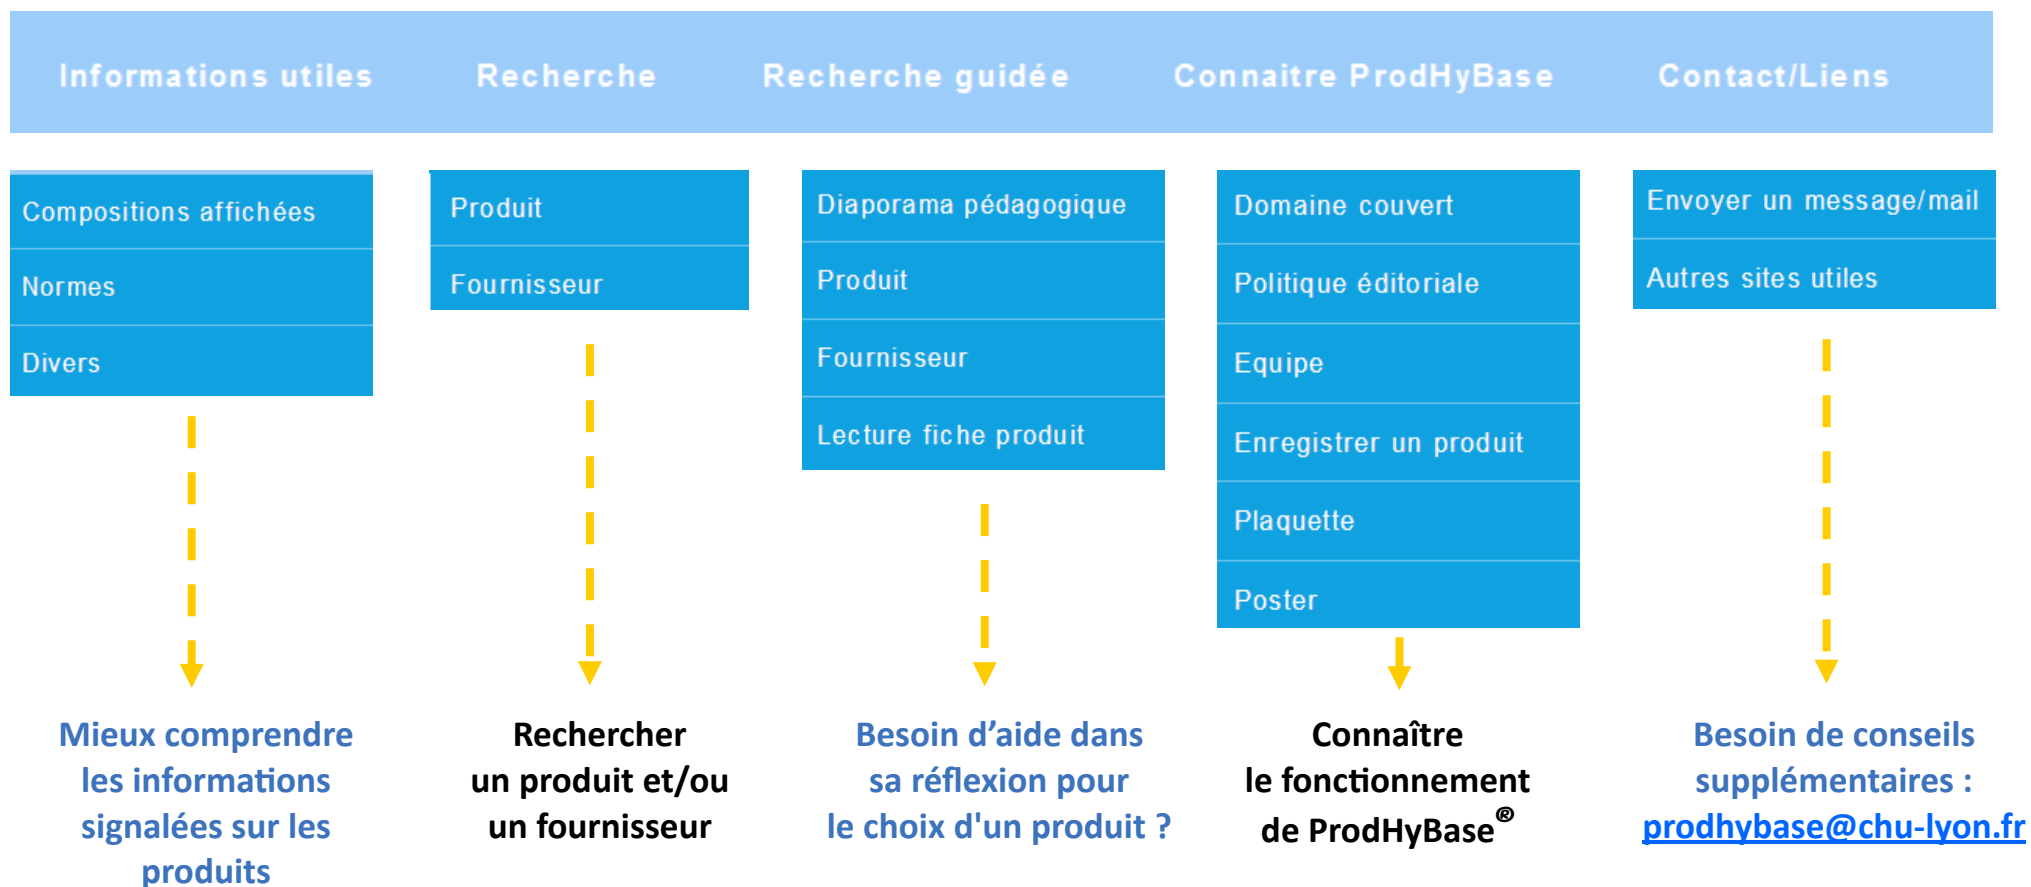 Informations utiles
Recherche
Recherche guidée
Connaitre ProdHyBase
Contact/Liens
Compositions affichées
Normes
Divers
Mieux comprendre
les informations
signalées sur les
produits
Produit
Fournisseur
Rechercher
un produit et/ou
un fournisseur
Diaporama pédagogique
Produit
Fournisseur
Lecture fiche produit
Besoin d’aide dans
sa réflexion pour
le choix d'un produit ?
Domaine couvert
Politique éditoriale
Equipe
Enregistrer un produit
Plaquette
Poster
Connaître
le fonctionnement
de ProdHyBase®
Envoyer un message/mail
Autres sites utiles
Besoin de conseils
supplémentaires :
prodhybase@chu-lyon.fr